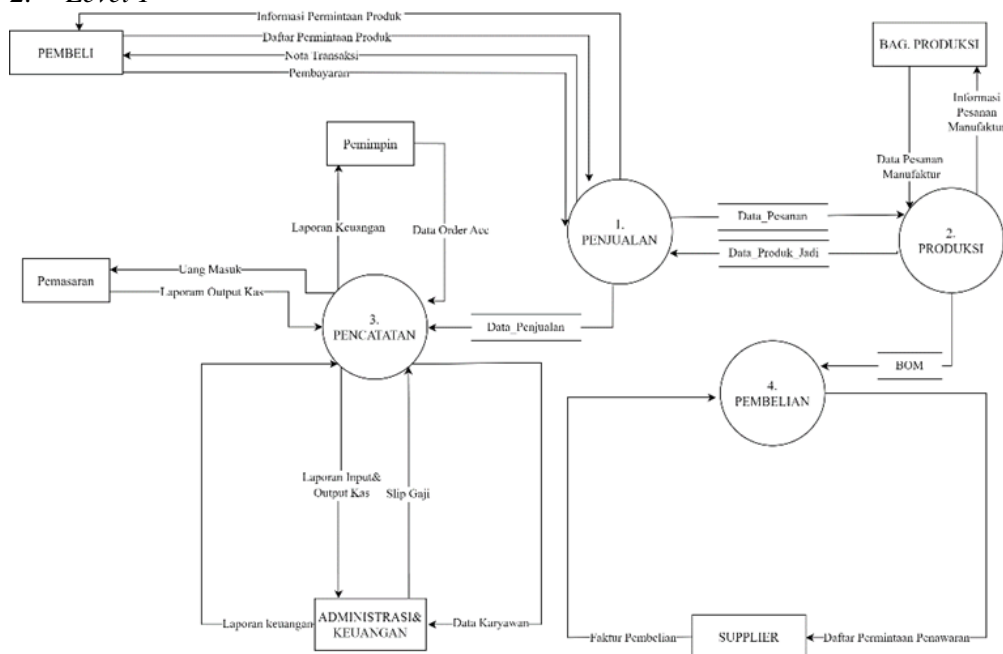 2. Level 1
Informasi Permintaan Produk
PEMBELI
Daftar Permintaan Produk
Nota Transaksi
Pembayaran
BAG. PRODUKSI
Informasi
Pesanan
Manufaktur
Data Pesanan
Manufaktur
Pemimpin
Laporan Keuangan
Data Order Acc
1.
PENJUALAN
Data_Pesanan
Data_Produk_Jadi
2.
PRODUKSI
Pemasaran
Uang Masuk
Laporam Output Kas
3.
PENCATATAN
Data_Penjualan
BOM
4.
PEMBELIAN
Laporan Input&
Output Kas
Slip Gaji
Laporan keuangan
ADMINISTRASI&
KEUANGAN
Data Karyawan
Faktur Pembelian
SUPPLIER
Daftar Permintaan Penawaran